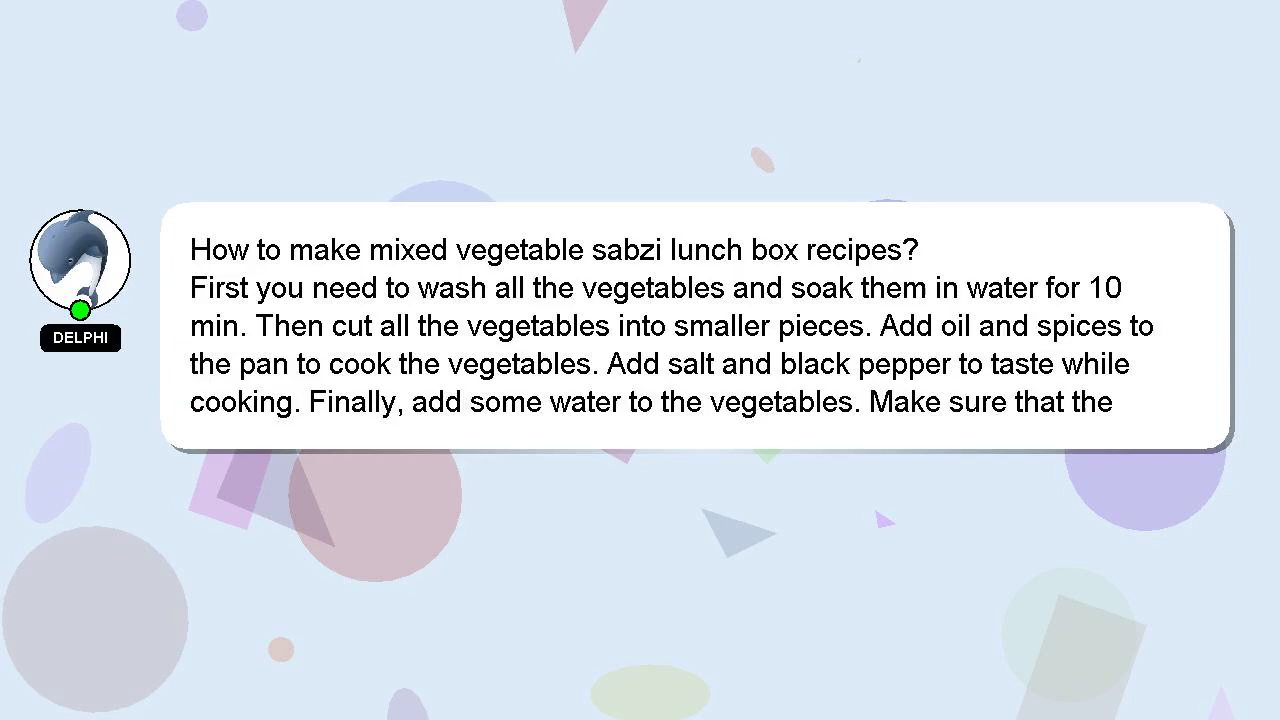 How to make mixed vegetable sabzi lunch box recipes?
First you need to wash all the vegetables and soak them in water for 10
min. Then cut all the vegetables into smaller pieces. Add oil and spices to
the pan to cook the vegetables. Add salt and black pepper to taste while
cooking. Finally, add some water to the vegetables. Make sure that the
DELPHI